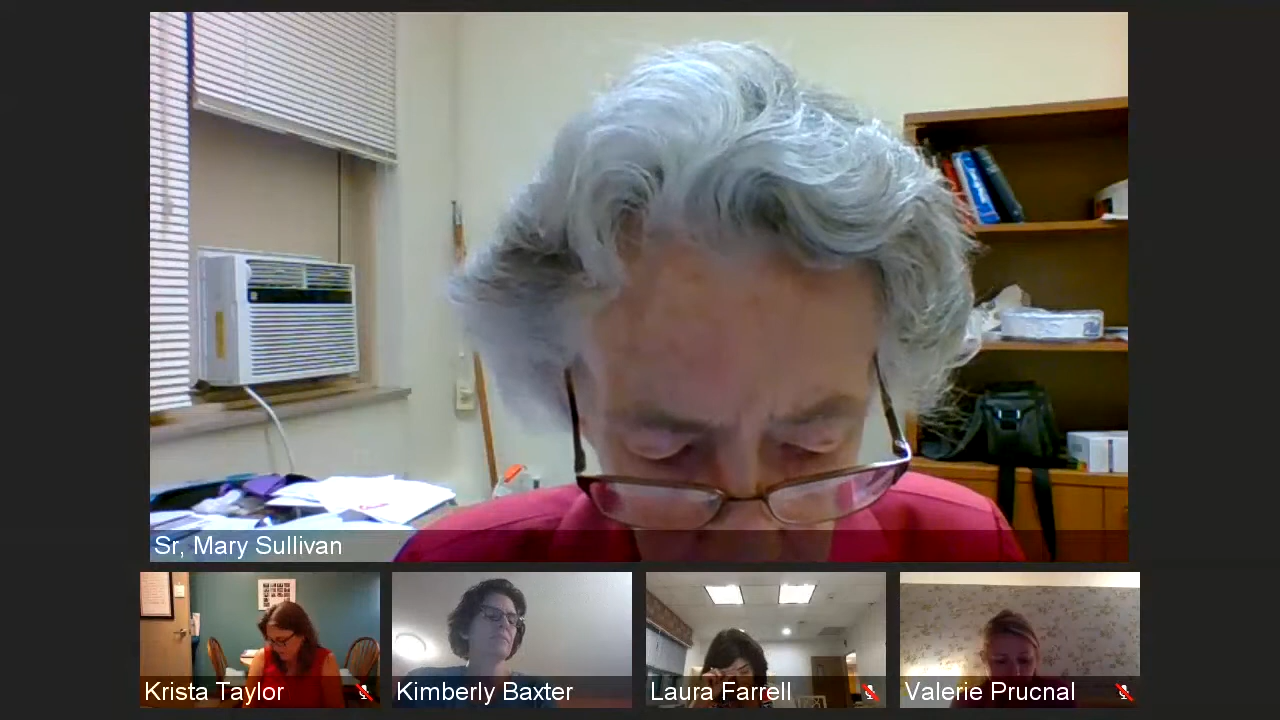 Sr, Mary Sullivan
Krista Taylor
Kimberly Baxter
Laura Farrell
Valerie Prucnal